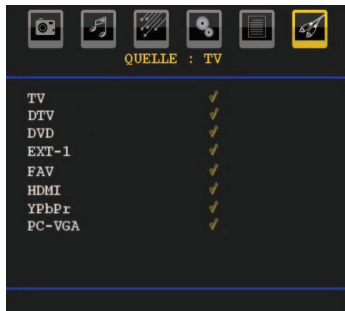 QUELLE : TV
TV
DTV
DVD
EXT-1
FAV
HDMI
YPbPr
PC-VGA